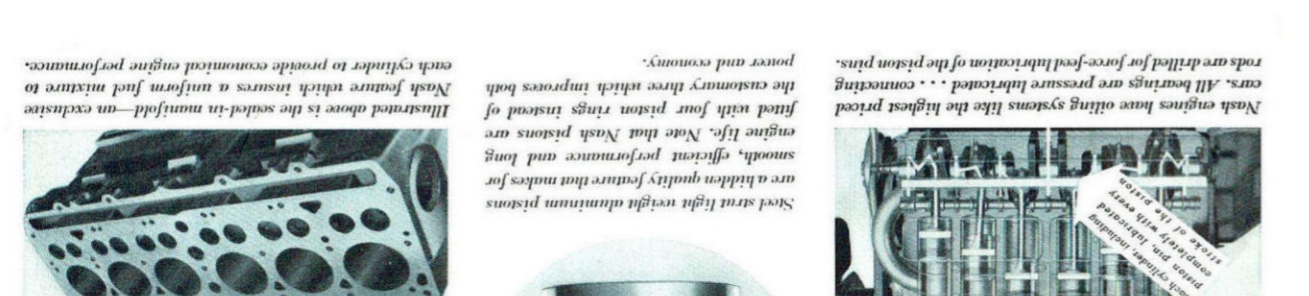 ach cylinder, including
piston pin, lubricated
completely with every
stroke of the piston
Nash engines have oiling systems like the highest priced
cars. All bearings are pressure lubricated . . . connecting
rods are drilled for force-feed lubrication of the piston pins.
Steel strut light weight aluminum pistons
are a hidden quality feature that makes for
smooth, efficient performance and long
engine life. Note that Nash pistons are
fitted with four piston rings instead of
the customary three which improves both
power and economy.
Illustrated above is the sealed-in manifold—an exclusive
Nash feature which insures a uniform fuel mixture to
each cylinder to provide economical engine performance.